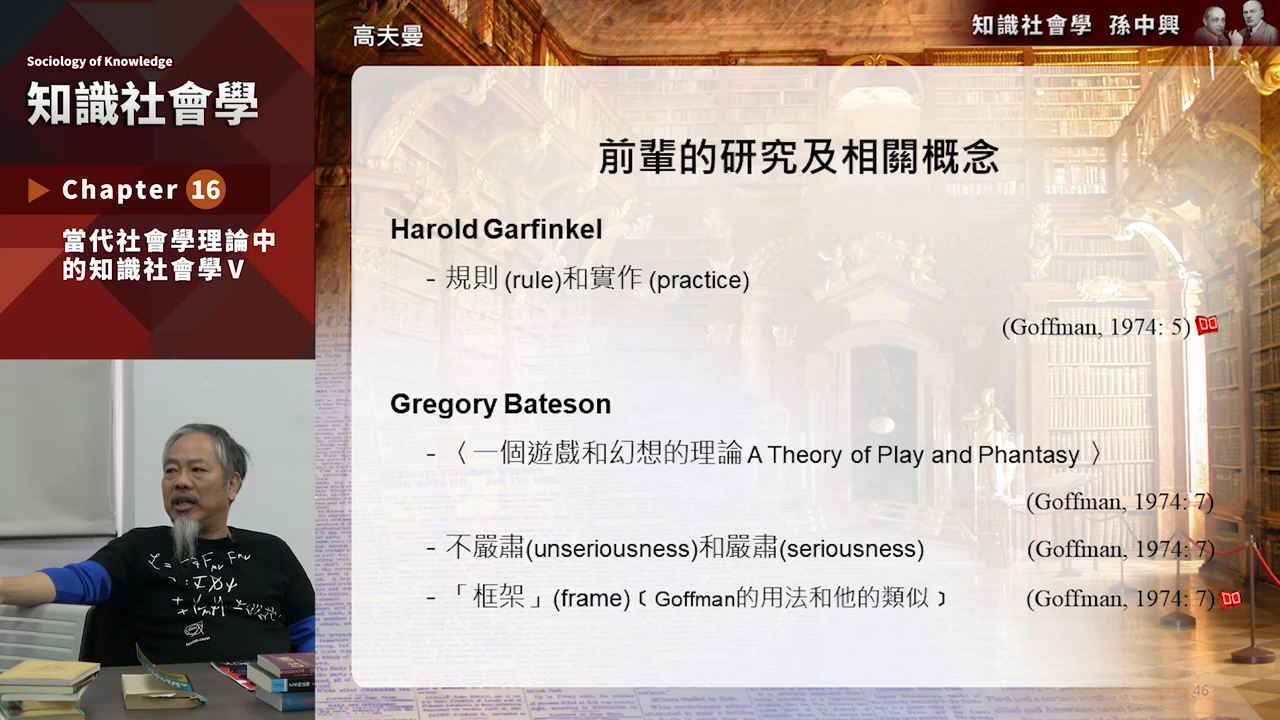 Sociology of Knowledge
知識社會學
Chapter 16
當代社會學理論中
的知識社會學 V
高夫曼
知識社會學 孫中興
前輩的研究及相關概念
Harold Garfinkel
- 規則 (rule)和實作 (practice)
(Goffman, 1974: 5)
Gregory Bateson
- 〈一個遊戲和幻想的理論 A Theory of Play and Phantasy 〉
(Goffman, 1974: 7)
- 不嚴肅(unseriousness)和嚴肅(seriousness) (Goffman, 1974: 7)
- 「框架」(frame)﹝Goffman的用法和他的類似﹞ (Goffman, 1974: 7)
46